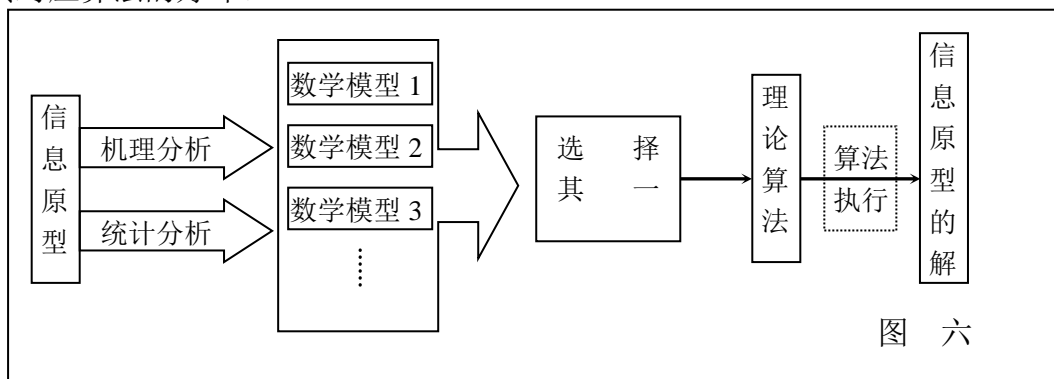 信息原型
机理分析
统计分析
数学模型 1
数学模型 2
数学模型 3
选 择
其 一
理论算法
算法
执行
信息原型的解
图 六